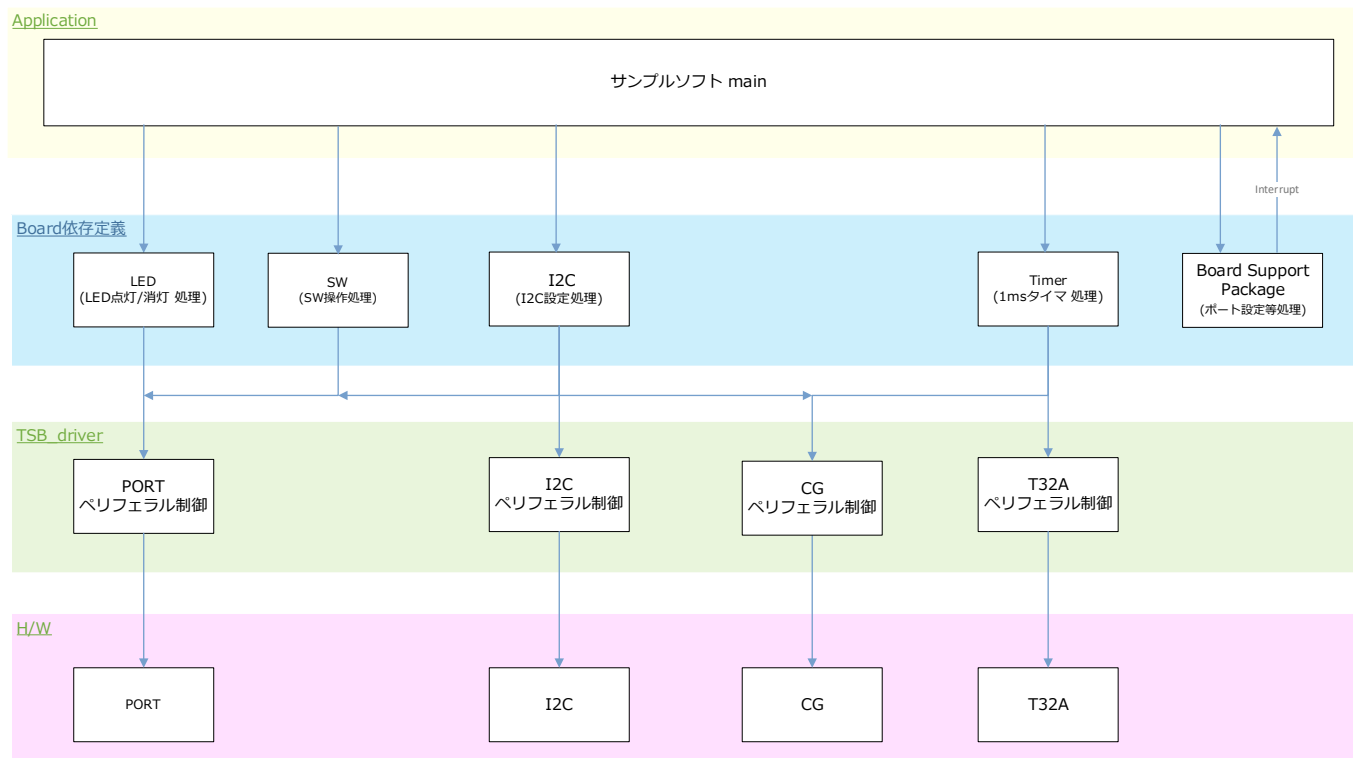 Application
サンプルソフト main
Interrupt
Board依存定義
LED
(LED点灯/消灯 処理)
SW
(SW操作処理)
I2C
(I2C設定処理)
Timer
(1msタイマ 処理)
Board Support
Package
(ポート設定等処理)
TSB_driver
PORT
ペリフェラル制御
I2C
ペリフェラル制御
CG
ペリフェラル制御
T32A
ペリフェラル制御
H/W
PORT
I2C
CG
T32A